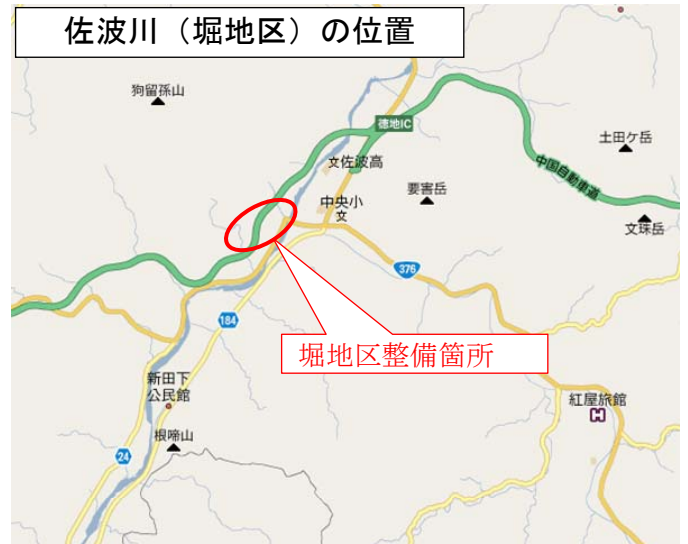 佐波川（堀地区）の位置
狗留孫山
徳地IC
土田ケ岳
文佐波高
中国自動車道
要害岳
中央小
文
文珠岳
376
184
堀地区整備箇所
新田下
公民館
紅屋旅館
根啼山
24